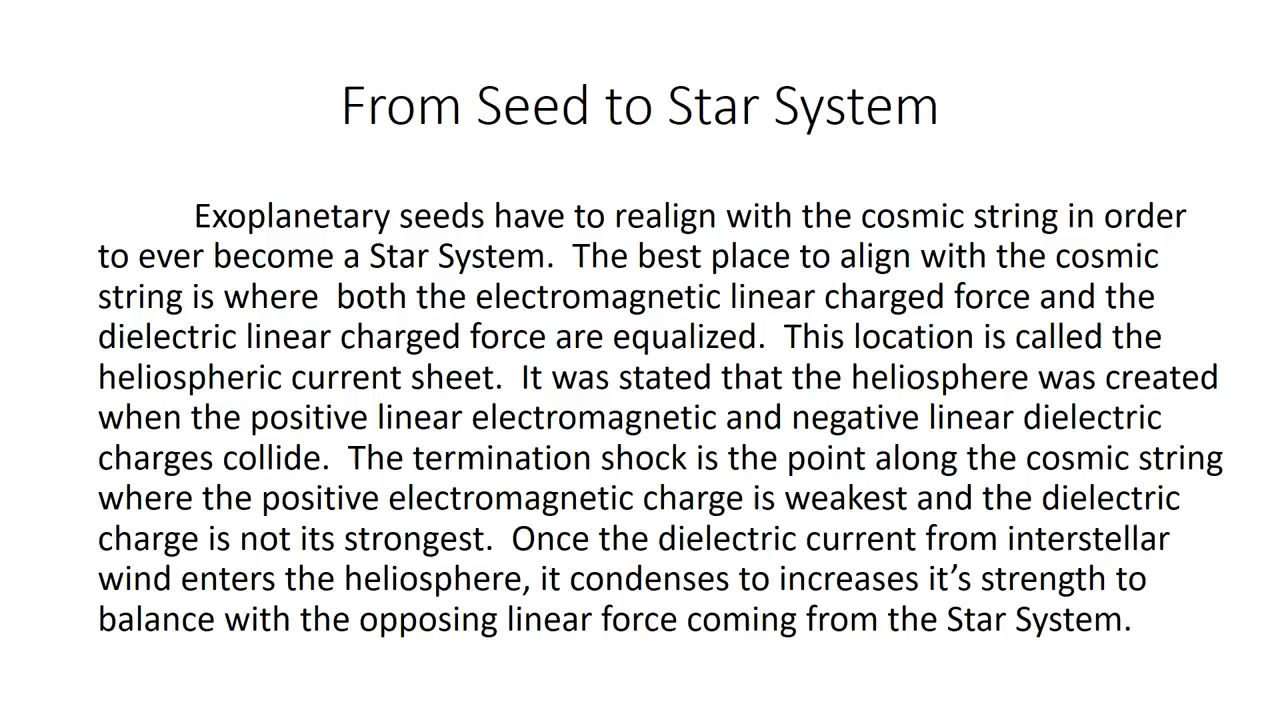 From Seed to Star System
Exoplanetary seeds have to realign with the cosmic string in order
to ever become a Star System.  The best place to align with the cosmic
string is where  both the electromagnetic linear charged force and the
dielectric linear charged force are equalized.  This location is called the
heliospheric current sheet.  It was stated that the heliosphere was created
when the positive linear electromagnetic and negative linear dielectric
charges collide.  The termination shock is the point along the cosmic string
where the positive electromagnetic charge is weakest and the dielectric
charge is not its strongest.  Once the dielectric current from interstellar
wind enters the heliosphere, it condenses to increases it’s strength to
balance with the opposing linear force coming from the Star System.